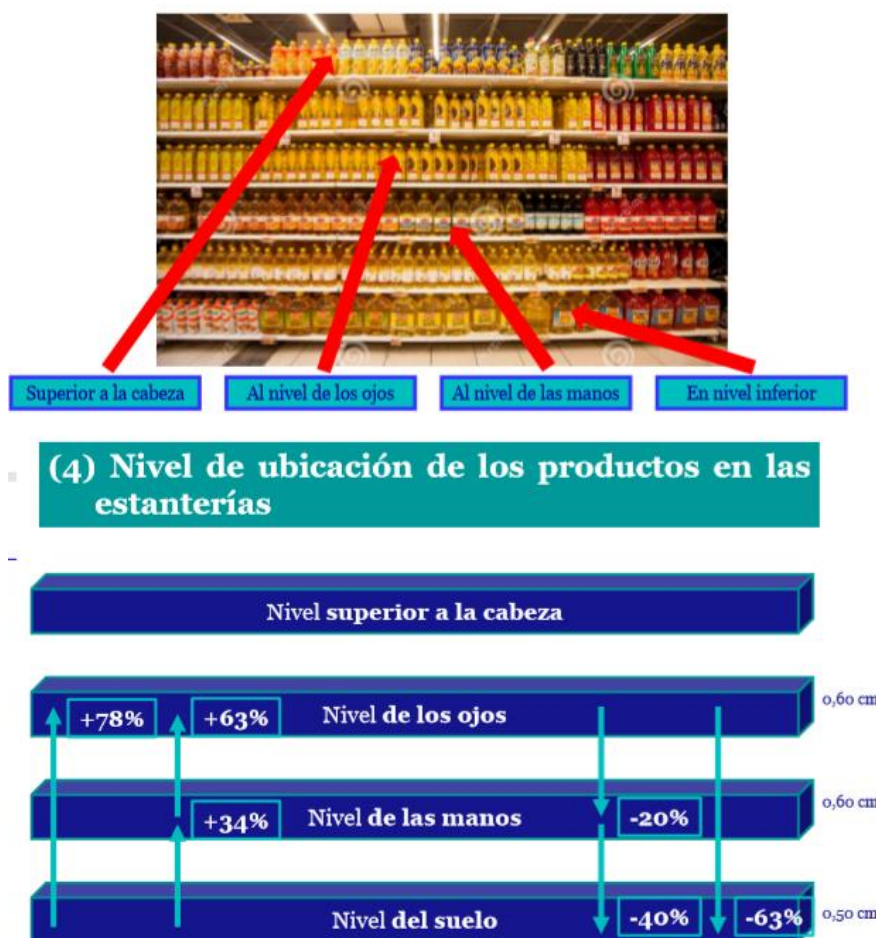 Superior a la cabeza
Al nivel de los ojos
Al nivel de las manos
En nivel inferior
(4) Nivel de ubicación de los productos en las
estanterías
Nivel superior a la cabeza
+78%
+63%
Nivel de los ojos
0,60 cm
+34%
Nivel de las manos
-20%
0,60 cm
Nivel del suelo
-40%
-63%
0,50 cm